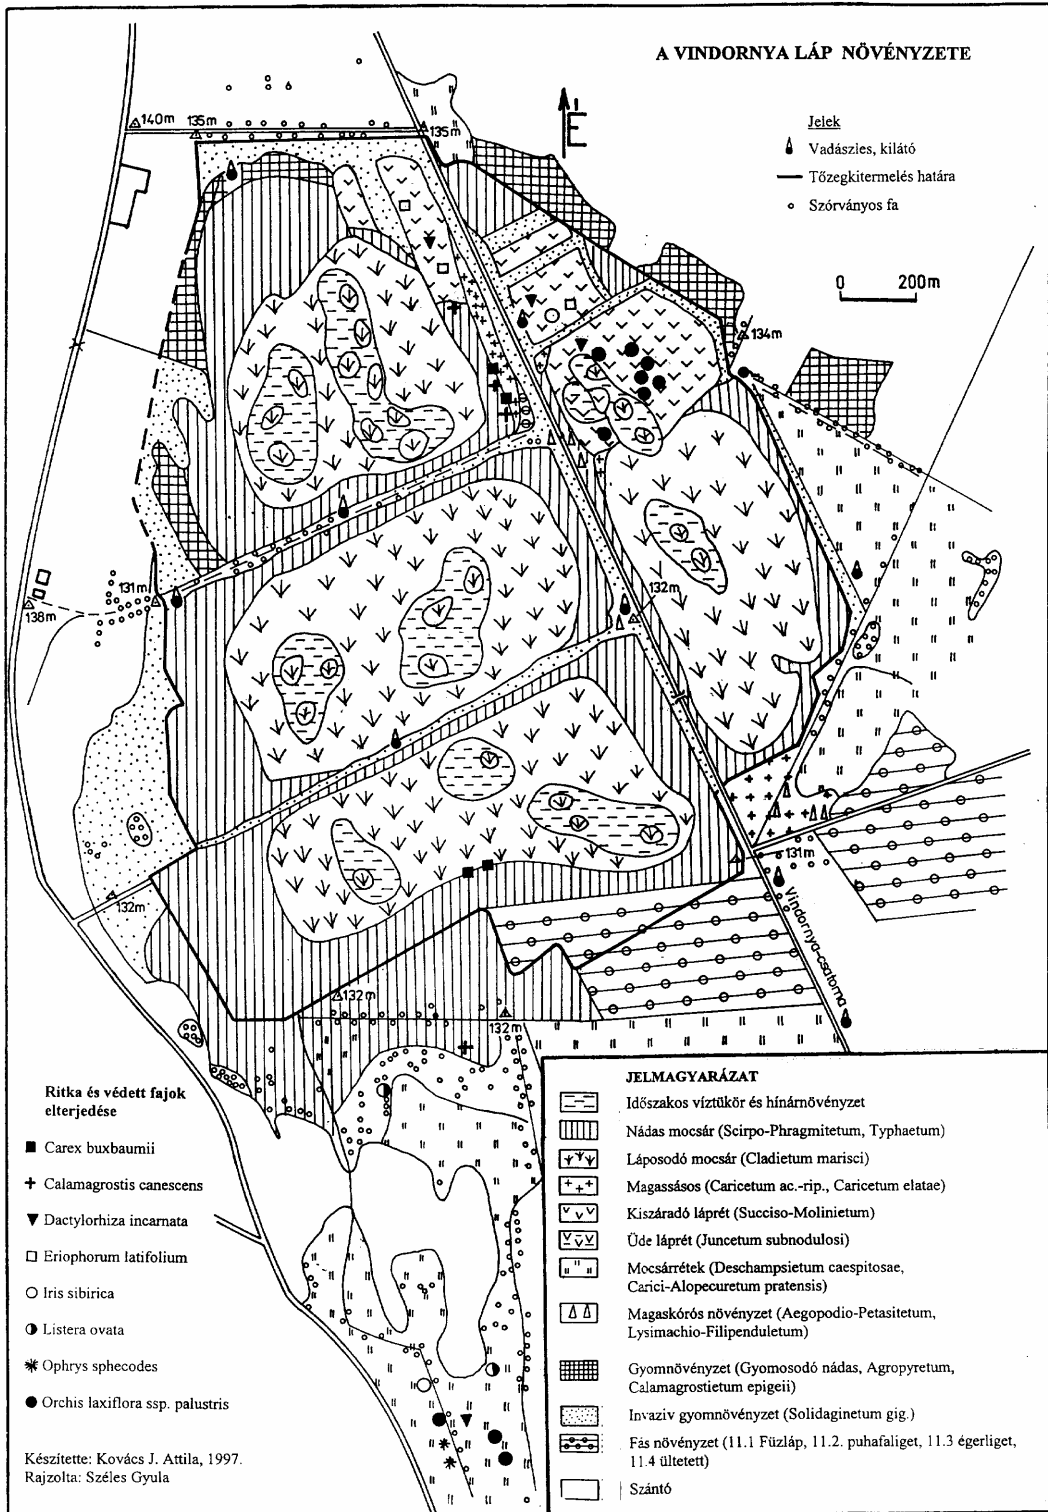 A VINDORNYA LÁP NÖVÉNYZETE
É
Jelek
Vadászles, kilátó
Tőzegkitermelés határa
Szórványos fa
0 200m
140m
135m
135m
134m
131m
138m
132m
131m
132m
Vindornya-csatorna
132m
132m
Ritka és védett fajok
elterjedése
Carex buxbaumii
Calamagrostis canescens
Dactylorhiza incarnata
Eriophorum latifolium
Iris sibirica
Listera ovata
Ophrys sphecodes
Orchis laxiflora ssp. palustris
Készítette: Kovács J. Attila, 1997.
Rajzolta: Széles Gyula
JELMAGYARÁZAT
Időszakos víztükör és hínárnövényzet
Nádas mocsár (Scirpo-Phragmitetum, Typhaetum)
Láposodó mocsár (Cladietum marisci)
Magassásos (Caricetum ac.-rip., Caricetum elatae)
Kiszáradó láprét (Succiso-Molinietum)
Üde láprét (Juncetum subnodulosi)
Mocsárrétek (Deschampsietum caespitosae,
Carici-Alopecuretum pratensis)
Magaskórós növényzet (Aegopodio-Petasitetum,
Lysimachio-Filipenduletum)
Gyomnövényzet (Gyomosodó nádas, Agropyretum,
Calamagrostietum epigeii)
Invaziv gyomnövényzet (Solidaginetum gig.)
Fás növényzet (11.1 Fűzláp, 11.2. puhafaliget, 11.3 égerliget,
11.4 ültetett)
Szántó